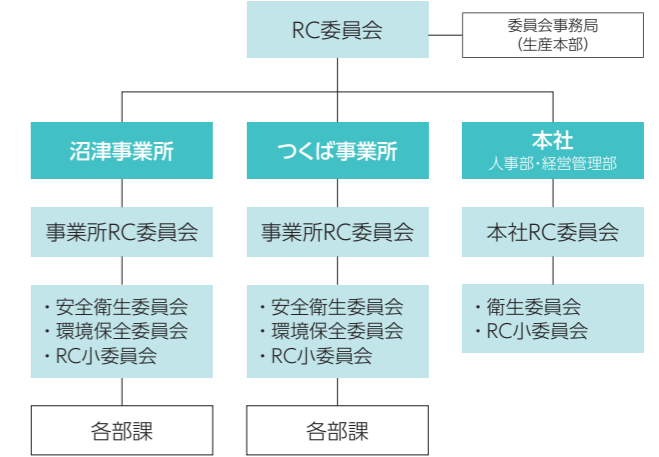 RC委員会
委員会事務局
(生産本部)
沼津事業所
つくば事業所
本社
人事部・経営管理部
事業所RC委員会
事業所RC委員会
本社RC委員会
・安全衛生委員会
・環境保全委員会
・RC小委員会
・安全衛生委員会
・環境保全委員会
・RC小委員会
・衛生委員会
・RC小委員会
各部課
各部課